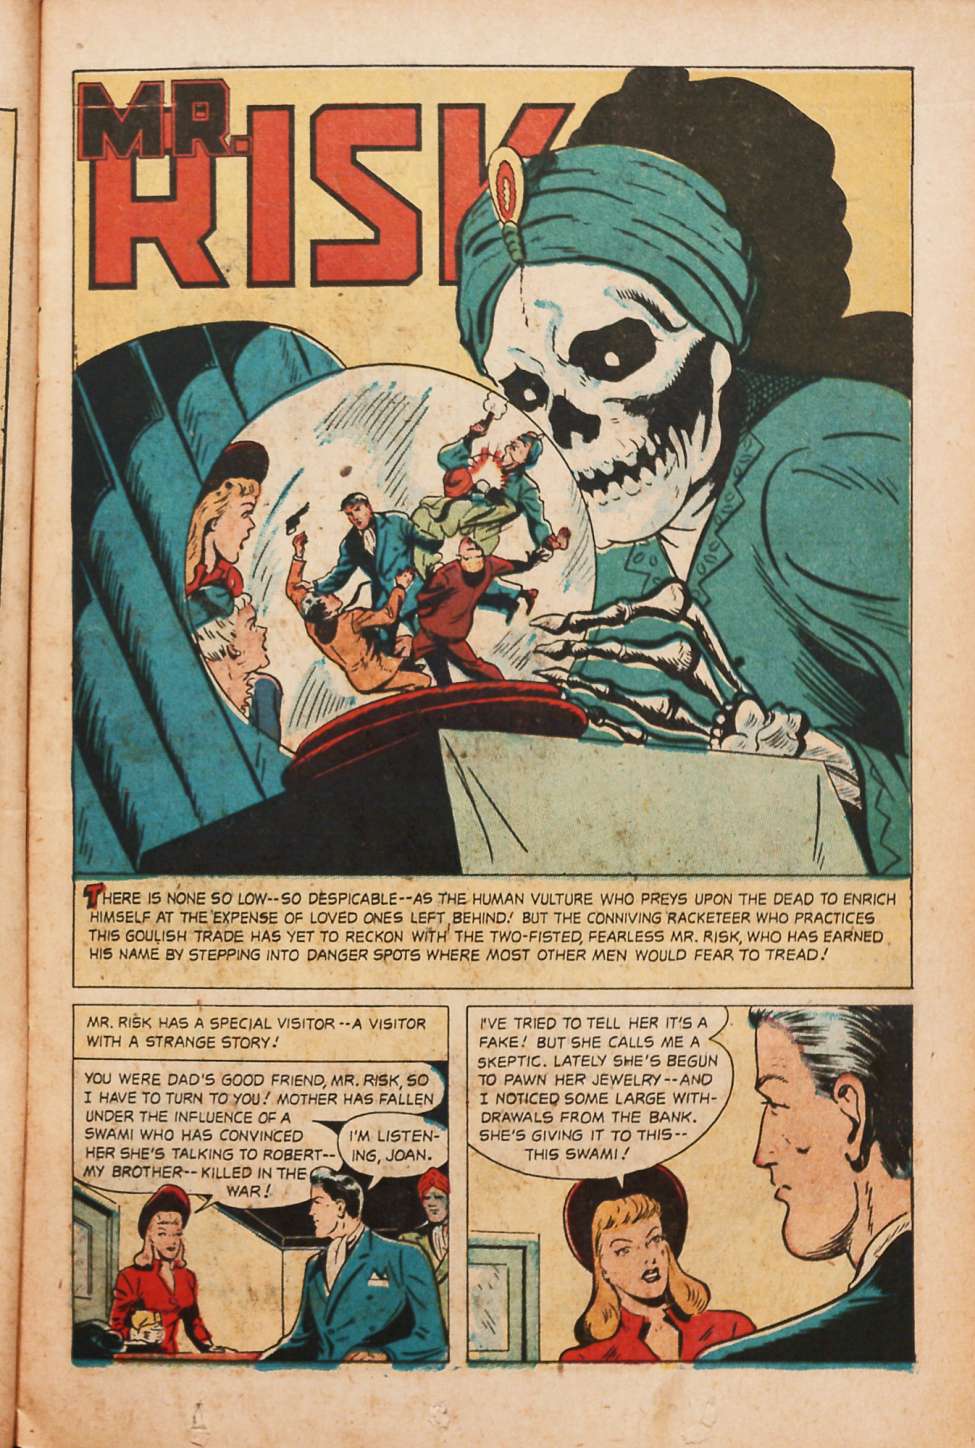 MR. RISK
THERE IS NONE SO LOW--SO DESPICABLE--AS THE HUMAN VULTURE WHO PREYS UPON THE DEAD TO ENRICH
HIMSELF AT THE EXPENSE OF LOVED ONES LEFT BEHIND! BUT THE CONNIVING RACKETEER WHO PRACTICES
THIS GOULISH TRADE HAS YET TO RECKON WITH THE TWO-FISTED, FEARLESS MR. RISK, WHO HAS EARNED
HIS NAME BY STEPPING INTO DANGER SPOTS WHERE MOST OTHER MEN WOULD FEAR TO TREAD!
MR. RISK HAS A SPECIAL VISITOR--A VISITOR
WITH A STRANGE STORY!
YOU WERE DAD'S GOOD FRIEND, MR. RISK, SO
I HAVE TO TURN TO YOU! MOTHER HAS FALLEN
UNDER THE INFLUENCE OF A
SWAMI WHO HAS CONVINCED
HER SHE'S TALKING TO ROBERT--
MY BROTHER--KILLED IN THE
WAR!
I'M LISTEN-
ING, JOAN.
I'VE TRIED TO TELL HER IT'S A
FAKE! BUT SHE CALLS ME A
SKEPTIC. LATELY SHE'S BEGUN
TO PAWN HER JEWELRY--AND
I NOTICED SOME LARGE WITH-
DRAWALS FROM THE BANK.
SHE'S GIVING IT TO THIS--
THIS SWAMI!